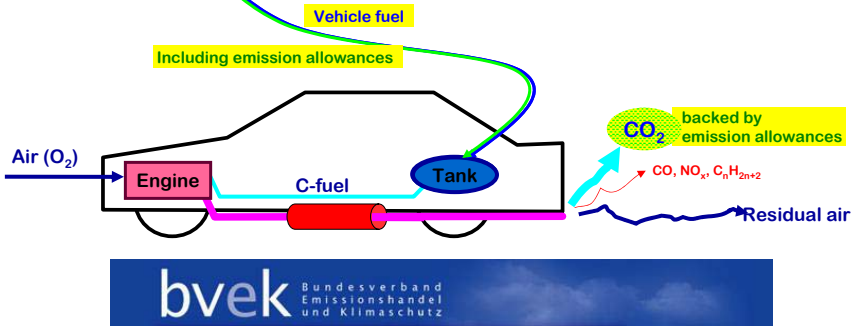 Vehicle fuel
Including emission allowances
CO₂
backed by
emission allowances
Air (O₂)
Engine
C-fuel
Tank
CO, NOₓ, CₙH₂ₙ₊₂
Residual air
bvek
Bundesverband
Emissionshandel
und Klimaschutz